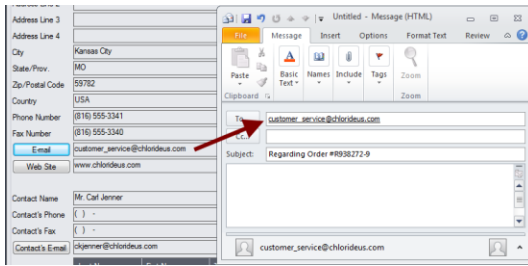 Address Line 3
Address Line 4
City Kansas City
State/Prov. MO
Zip/Postal Code 59782
Country USA
Phone Number (816) 555-3341
Fax Number (816) 555-3340
E-mail customer_service@chlorideus.com
Web Site www.chlorideus.com
Contact Name Mr. Carl Jenner
Contact's Phone ( ) -
Contact's Fax ( ) -
Contact's E-mail ckjenner@chlorideus.com
Untitled - Message (HTML)
File Message Insert Options Format Text Review
Paste Basic Text Names Include Tags Zoom
Clipboard Zoom
To... customer_service@chlorideus.com
Cc...
Subject: Regarding Order #R938272-9
customer_service@chlorideus.com